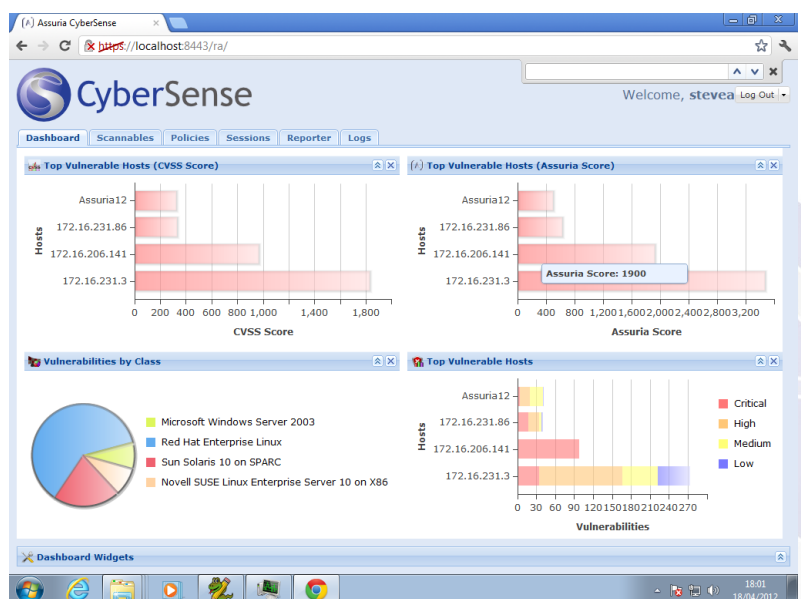 (A) Assuria CyberSense
https://localhost:8443/ra/
CyberSense
Welcome, stevea Log Out
Dashboard Scannables Policies Sessions Reporter Logs
Top Vulnerable Hosts (CVSS Score)
Hosts
Assuria12
172.16.231.86
172.16.206.141
172.16.231.3
0 200 400 600 800 1,000 1,400 1,800
CVSS Score
(A) Top Vulnerable Hosts (Assuria Score)
Hosts
Assuria12
172.16.231.86
172.16.206.141
172.16.231.3
Assuria Score: 1900
0 400 800 1,200 1,600 2,000 2,400 2,800 3,200
Assuria Score
Vulnerabilities by Class
Microsoft Windows Server 2003
Red Hat Enterprise Linux
Sun Solaris 10 on SPARC
Novell SUSE Linux Enterprise Server 10 on X86
Top Vulnerable Hosts
Hosts
Assuria12
172.16.231.86
172.16.206.141
172.16.231.3
0 30 60 90 120 150 180 210 240 270
Vulnerabilities
Critical
High
Medium
Low
Dashboard Widgets
18:01
18/04/2012